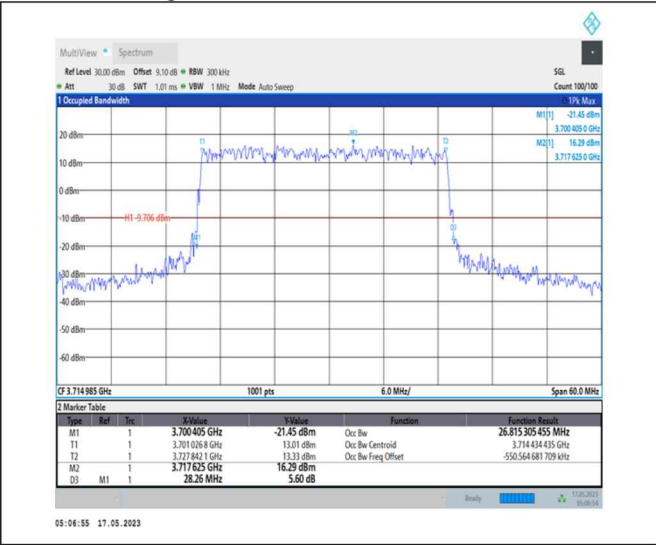 MultiView Spectrum
Ref Level 30.00 dBm Offset 9.10 dB RBW 300 kHz SGL
Att 30 dB SWT 1.01 ms VBW 1 MHz Mode Auto Sweep Count 100/100
1 Occupied Bandwidth 1Pk Max
M1[1] -21.45 dBm
3.700 405 0 GHz
20 dBm M2[1] 16.29 dBm
3.717 625 0 GHz
M2
T1 T2
10 dBm
0 dBm
-10 dBm H1 -9.706 dBm
D3
M1
-20 dBm
-30 dBm
-40 dBm
-50 dBm
-60 dBm
CF 3.714 985 GHz 1001 pts 6.0 MHz/ Span 60.0 MHz
2 Marker Table
Type Ref Trc X-Value Y-Value Function Function Result
M1 1 3.700 405 GHz -21.45 dBm Occ Bw 26.815 305 455 MHz
T1 1 3.701 026 8 GHz 13.01 dBm Occ Bw Centroid 3.714 434 435 GHz
T2 1 3.727 842 1 GHz 13.33 dBm Occ Bw Freq Offset -550.564 681 709 kHz
M2 1 3.717 625 GHz 16.29 dBm
D3 M1 1 28.26 MHz 5.60 dB
Ready 17.05.2023
05:06:54
05:06:55 17.05.2023